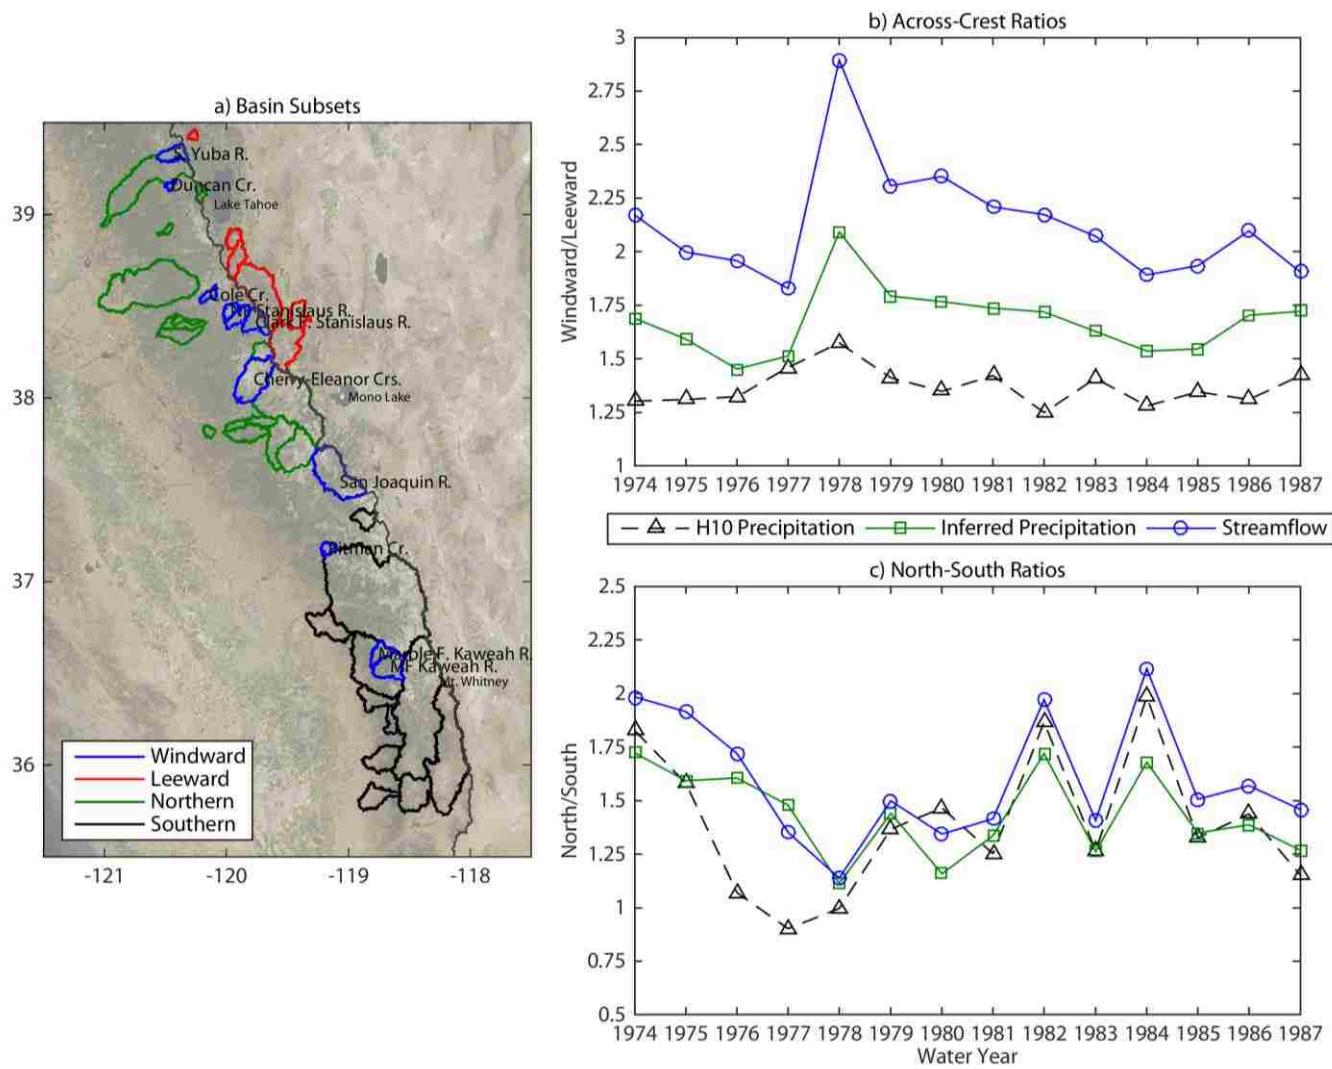 a) Basin Subsets
39
38
37
36
-121
-120
-119
-118
S. Yuba R.
Duncan Cr.
Lake Tahoe
Cole Cr.
Stanislaus R.
Clark F. Stanislaus R.
Cherry-Eleanor Crs.
Mono Lake
San Joaquin R.
Pitman Cr.
Marble F. Kaweah R.
MF Kaweah R.
Mt. Whitney
Windward
Leeward
Northern
Southern
b) Across-Crest Ratios
Windward/Leeward
3
2.75
2.5
2.25
2
1.75
1.5
1.25
1
1974 1975 1976 1977 1978 1979 1980 1981 1982 1983 1984 1985 1986 1987
H10 Precipitation Inferred Precipitation Streamflow
c) North-South Ratios
North/South
2.5
2.25
2
1.75
1.5
1.25
1
0.75
0.5
1974 1975 1976 1977 1978 1979 1980 1981 1982 1983 1984 1985 1986 1987
Water Year